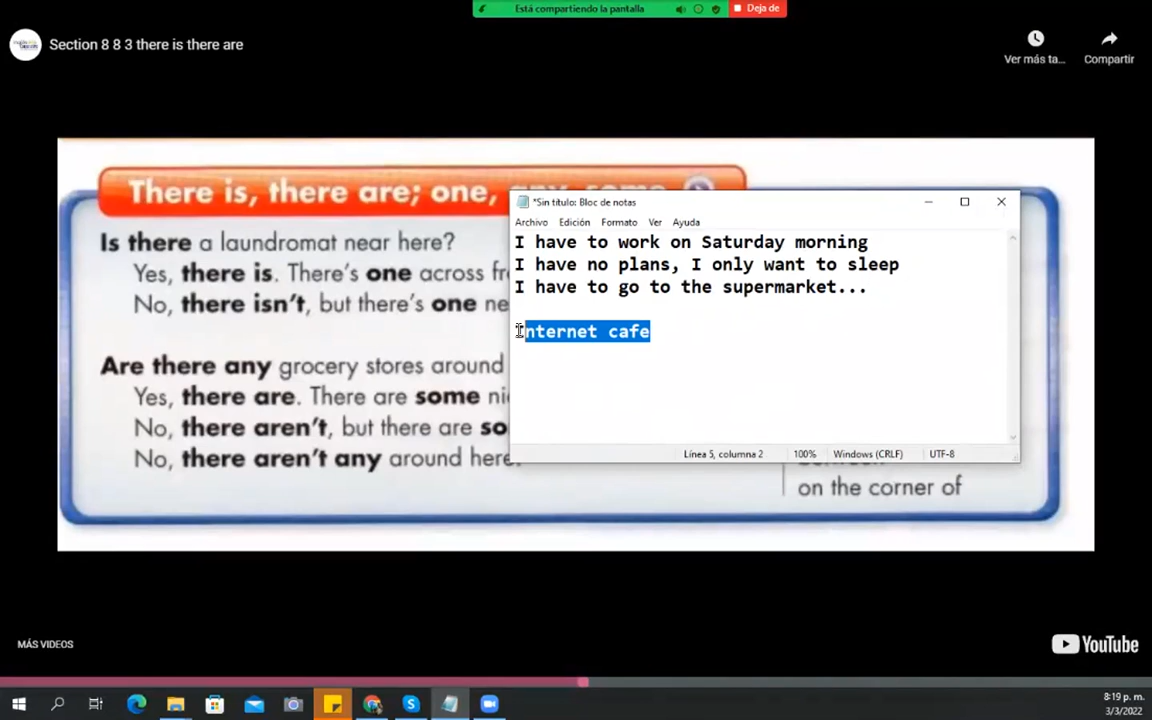 Está compartiendo la pantalla
Deja de
Section 8 8 3 there is there are
Ver más ta...
Compartir
There is, there are; one, any, some
Is there a laundromat near here?
Yes, there is. There's one across
No, there isn't, but there's one
Are there any grocery stores around
Yes, there are. There are some
No, there aren't, but there are
No, there aren't any around here.
on the corner of
*Sin título: Bloc de notas
Archivo Edición Formato Ver Ayuda
I have to work on Saturday morning
I have no plans, I only want to sleep
I have to go to the supermarket...
Internet cafe
Línea 5, columna 2 100% Windows (CRLF) UTF-8
MÁS VIDEOS
YouTube
8:19 p. m.
3/3/2022